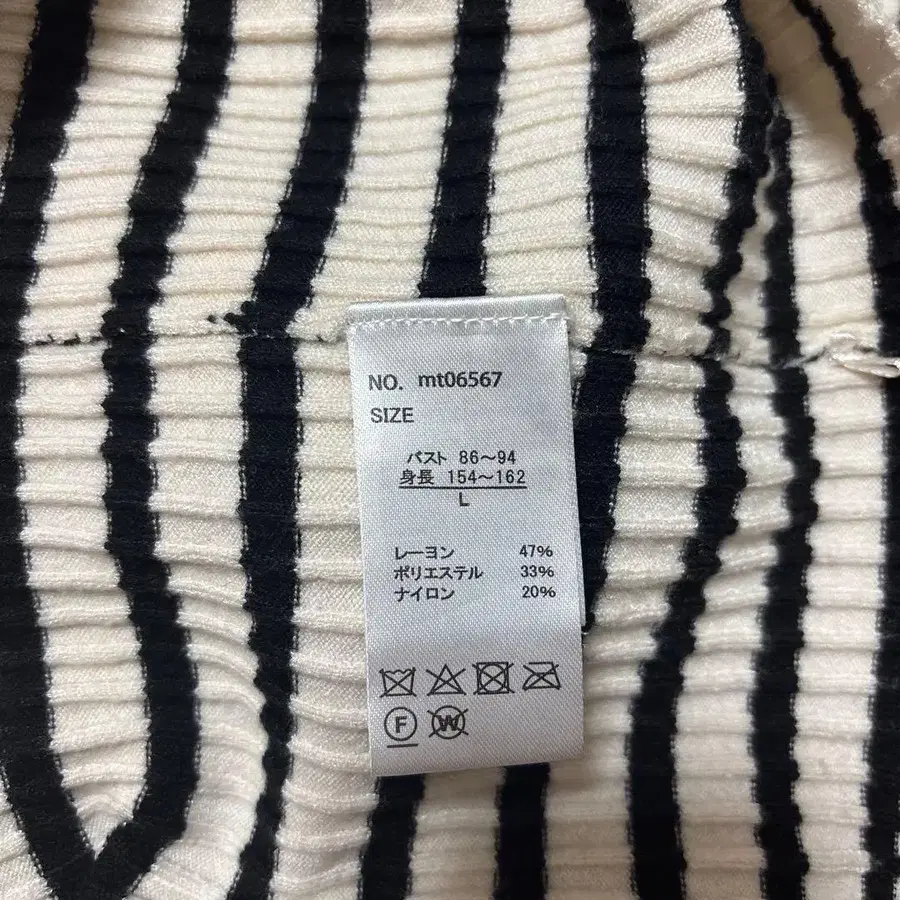 NO. mt06567
SIZE
バスト 86～94
身長 154～162
L
レーヨン 47%
ポリエステル 33%
ナイロン 20%
F W